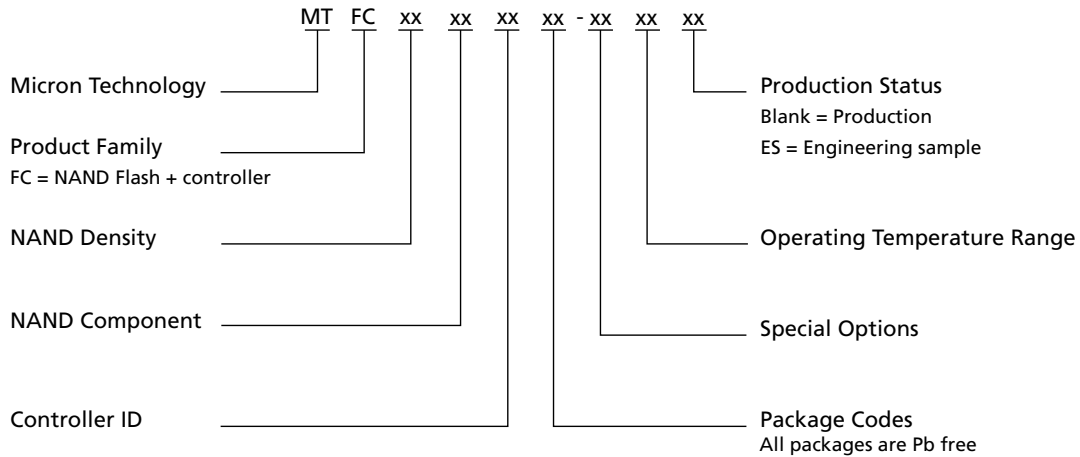 MT FC xx xx xx xx - xx xx xx
Micron Technology
Product Family
FC = NAND Flash + controller
NAND Density
NAND Component
Controller ID
Production Status
Blank = Production
ES = Engineering sample
Operating Temperature Range
Special Options
Package Codes
All packages are Pb free